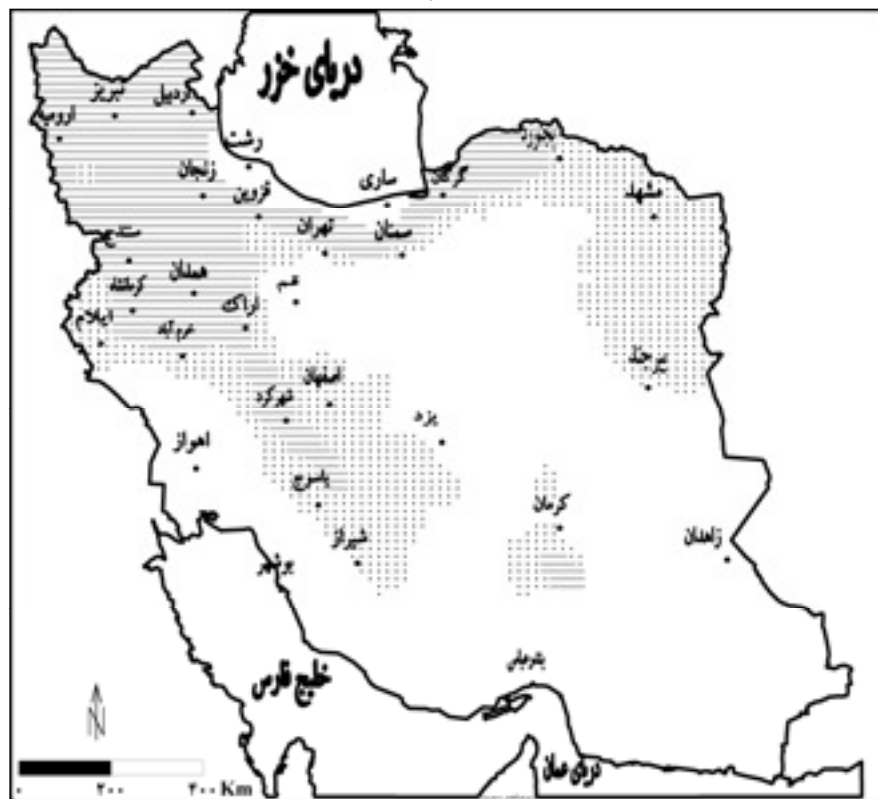 دریای خزر
تبریز
اردبیل
ارومیه
رشت
بجنورد
زنجان
ساری
گرگان
مشهد
قزوین
تهران
سمنان
سنندج
همدان
قم
کرمانشاه
اراک
ایلام
خرم آباد
بیرجند
اصفهان
شهرکرد
یزد
اهواز
یاسوج
کرمان
شیراز
زاهدان
بوشهر
بندرعباس
خلیج فارس
N
دریای عمان
۰ ۲۰۰ ۴۰۰ Km